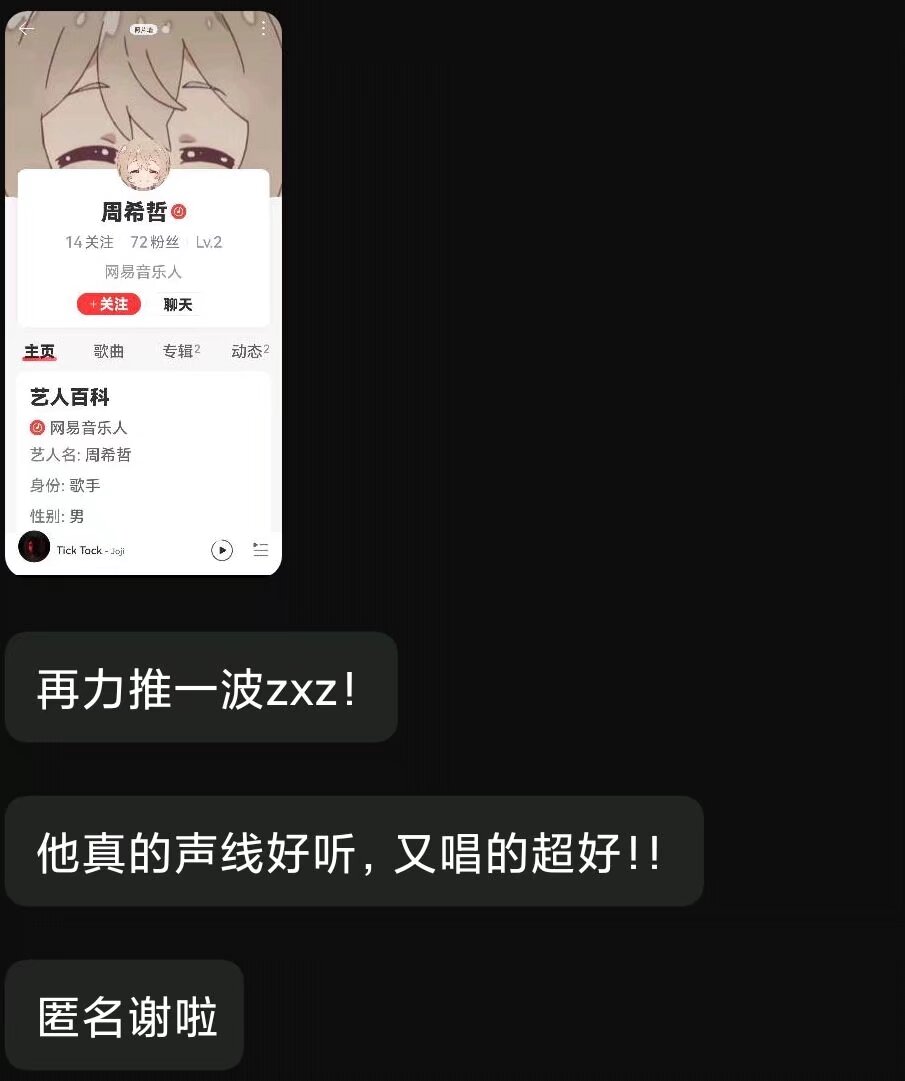 周希哲
14关注 72粉丝 Lv.2
网易音乐人
+关注 聊天
主页 歌曲 专辑2 动态2
艺人百科
网易音乐人
艺人名: 周希哲
身份: 歌手
性别: 男
Tick Tock - Joji
再力推一波zxz!
他真的声线好听, 又唱的超好!!
匿名谢啦